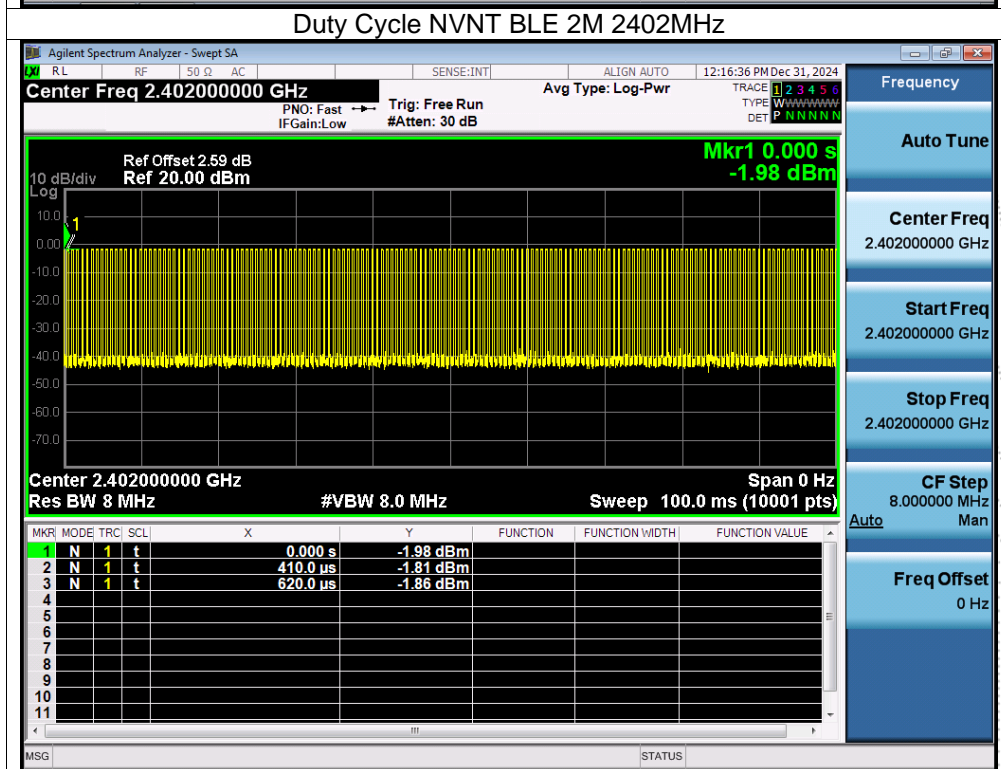 Duty Cycle NVNT BLE 2M 2402MHz
Agilent Spectrum Analyzer - Swept SA
LXI RL RF 50 Ω AC SENSE:INT ALIGN AUTO 12:16:36 PM Dec 31, 2024
Center Freq 2.402000000 GHz
PNO: Fast
IFGain:Low
Trig: Free Run
#Atten: 30 dB
Avg Type: Log-Pwr
TRACE 1 2 3 4 5 6
TYPE WWWWWW
DET P N N N N N
Mkr1 0.000 s
-1.98 dBm
Ref Offset 2.59 dB
10 dB/div Ref 20.00 dBm
Log
10.0
0.00
-10.0
-20.0
-30.0
-40.0
-50.0
-60.0
-70.0
1
Center 2.402000000 GHz Span 0 Hz
Res BW 8 MHz #VBW 8.0 MHz Sweep 100.0 ms (10001 pts)
MKR MODE TRC SCL X Y FUNCTION FUNCTION WIDTH FUNCTION VALUE
1 N 1 t 0.000 s -1.98 dBm
2 N 1 t 410.0 µs -1.81 dBm
3 N 1 t 620.0 µs -1.86 dBm
4
5
6
7
8
9
10
11
MSG STATUS
Frequency
Auto Tune
Center Freq
2.402000000 GHz
Start Freq
2.402000000 GHz
Stop Freq
2.402000000 GHz
CF Step
8.000000 MHz
Auto Man
Freq Offset
0 Hz